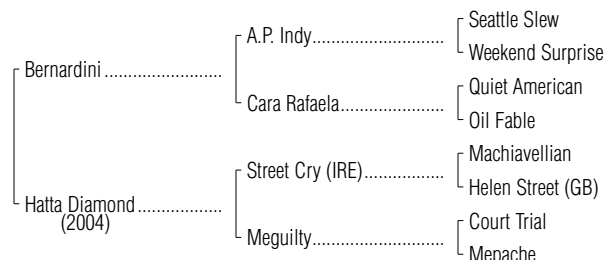 Seattle Slew
A.P. Indy
Weekend Surprise
Bernardini
Quiet American
Cara Rafaela
Oil Fable
Machiavellian
Street Cry (IRE)
Helen Street (GB)
Hatta Diamond
(2004)
Court Trial
Meguilty
Mepache